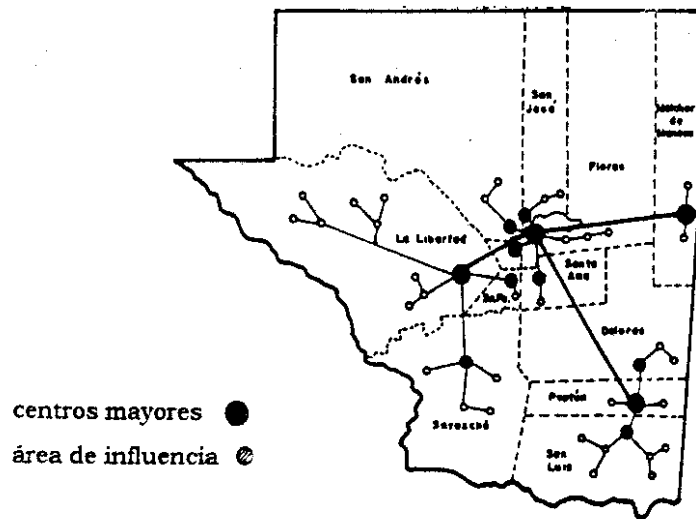 San Andrés
San
José
Melchor
de
Mencos
Flores
La Libertad
Santa
Ana
Dolores
Poptún
Sayaxché
San
Luis
centros mayores
área de influencia